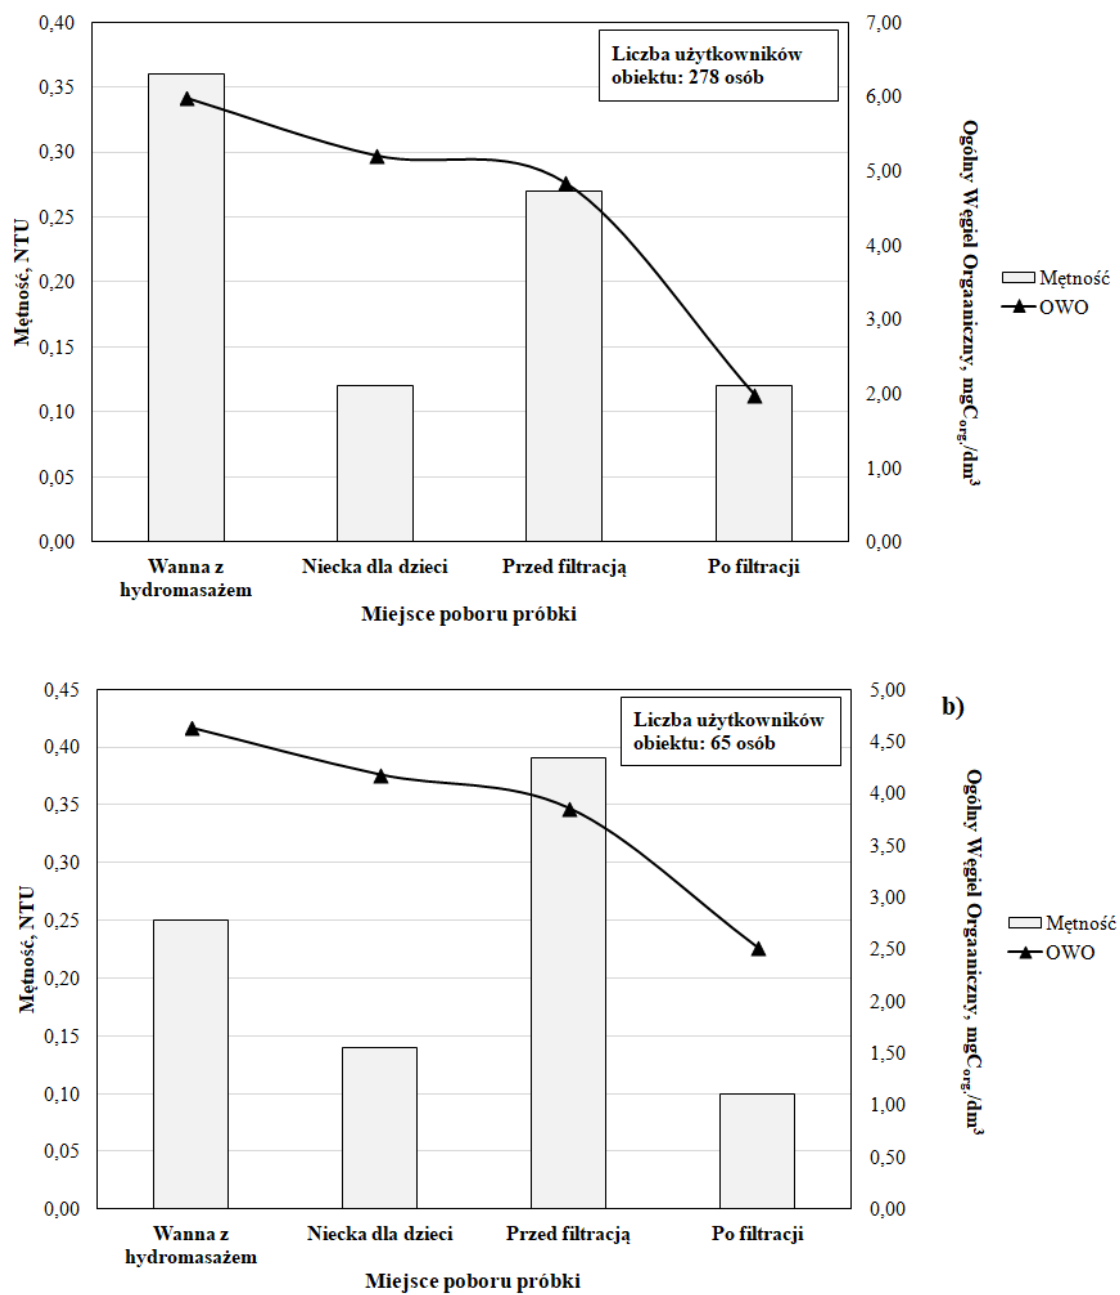 0,40
0,35
0,30
0,25
0,20
0,15
0,10
0,05
0,00
Mętność, NTU
Liczba użytkowników
obiektu: 278 osób
7,00
6,00
5,00
4,00
3,00
2,00
1,00
0,00
Ogólny Węgiel Orgaaniczny, mgCorg./dm³
Mętność
OWO
Wanna z
hydromasażem
Niecka dla dzieci
Przed filtracją
Po filtracji
Miejsce poboru próbki
b)
0,45
0,40
0,35
0,30
0,25
0,20
0,15
0,10
0,05
0,00
Mętność, NTU
Liczba użytkowników
obiektu: 65 osób
5,00
4,50
4,00
3,50
3,00
2,50
2,00
1,50
1,00
0,50
0,00
Ogólny Węgiel Orgaaniczny, mgCorg./dm³
Mętność
OWO
Wanna z
hydromasażem
Niecka dla dzieci
Przed filtracją
Po filtracji
Miejsce poboru próbki